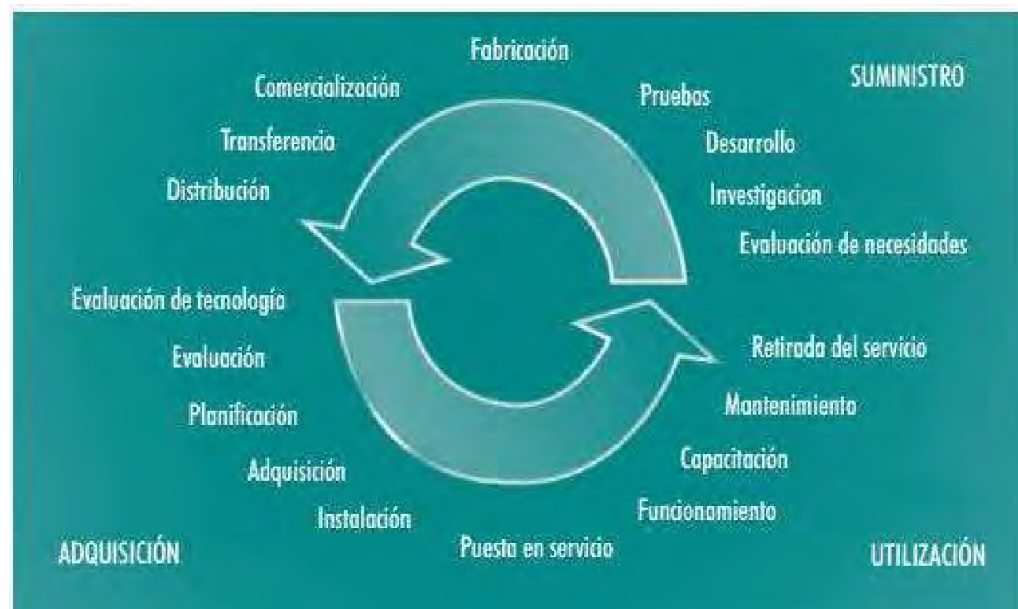 Fabricación
SUMINISTRO
Comercialización
Pruebas
Transferencia
Desarrollo
Distribución
Investigacion
Evaluación de necesidades
Evaluación de tecnología
Retirada del servicio
Evaluación
Mantenimiento
Planificación
Capacitación
Adquisición
Funcionamiento
Instalación
Puesta en servicio
ADQUISICIÓN
UTILIZACIÓN